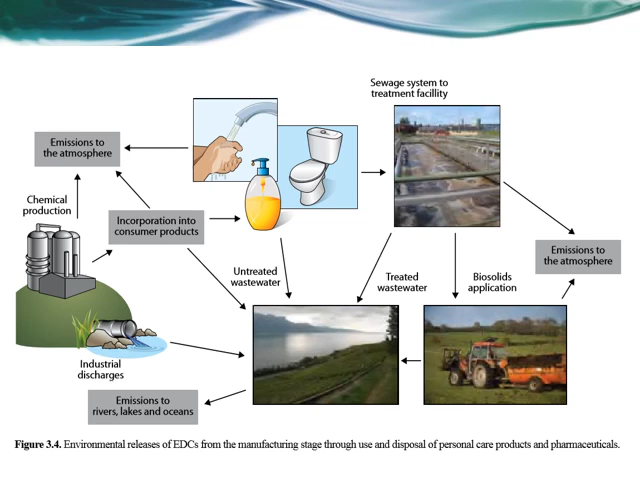 Sewage system to
treatment facillity
Emissions to
the atmosphere
Chemical
production
Incorporation into
consumer products
Emissions to
the atmosphere
Untreated
wastewater
Treated
wastewater
Biosolids
application
Industrial
discharges
Emissions to
rivers, lakes and oceans
Figure 3.4. Environmental releases of EDCs from the manufacturing stage through use and disposal of personal care products and pharmaceuticals.